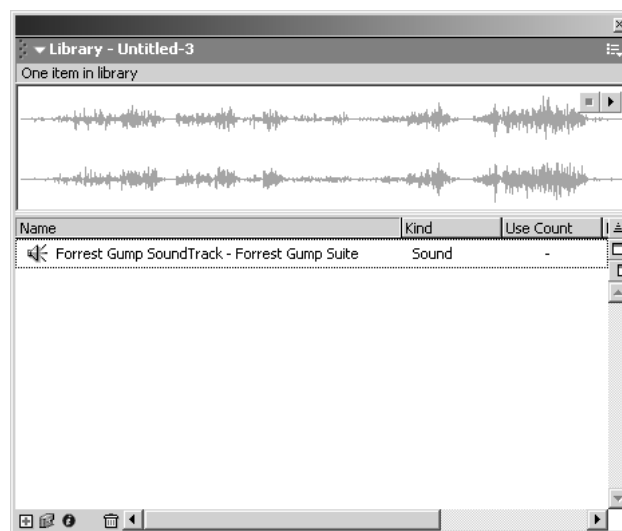 Library - Untitled-3
One item in library
Name Kind Use Count
Forrest Gump SoundTrack - Forrest Gump Suite Sound -